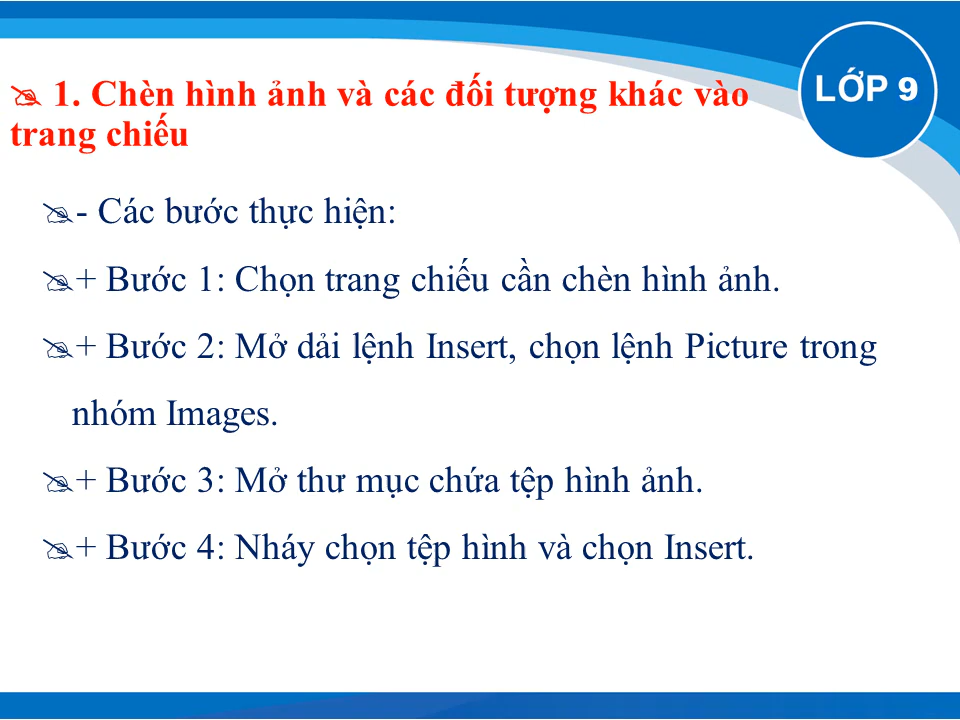 1. Chèn hình ảnh và các đối tượng khác vào
trang chiếu
LỚP 9
- Các bước thực hiện:
+ Bước 1: Chọn trang chiếu cần chèn hình ảnh.
+ Bước 2: Mở dải lệnh Insert, chọn lệnh Picture trong
nhóm Images.
+ Bước 3: Mở thư mục chứa tệp hình ảnh.
+ Bước 4: Nháy chọn tệp hình và chọn Insert.